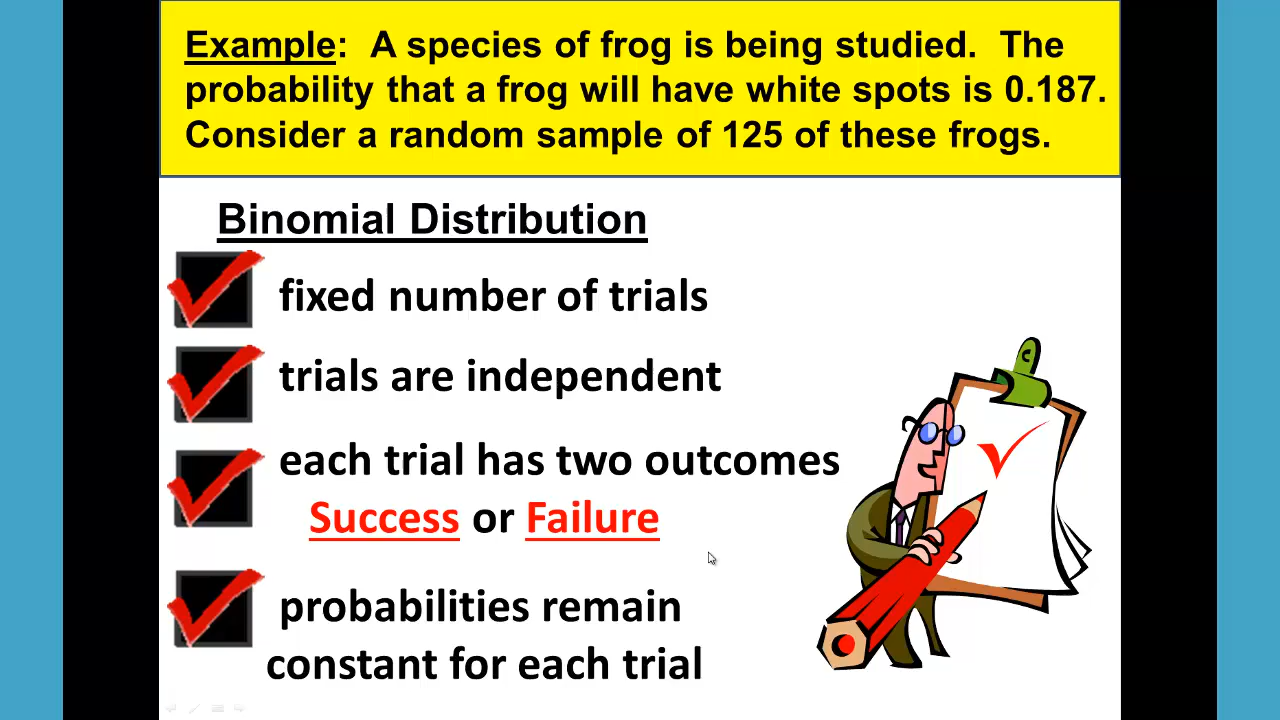 Example: A species of frog is being studied. The
probability that a frog will have white spots is 0.187.
Consider a random sample of 125 of these frogs.
Binomial Distribution
fixed number of trials
trials are independent
each trial has two outcomes
Success or Failure
probabilities remain
constant for each trial